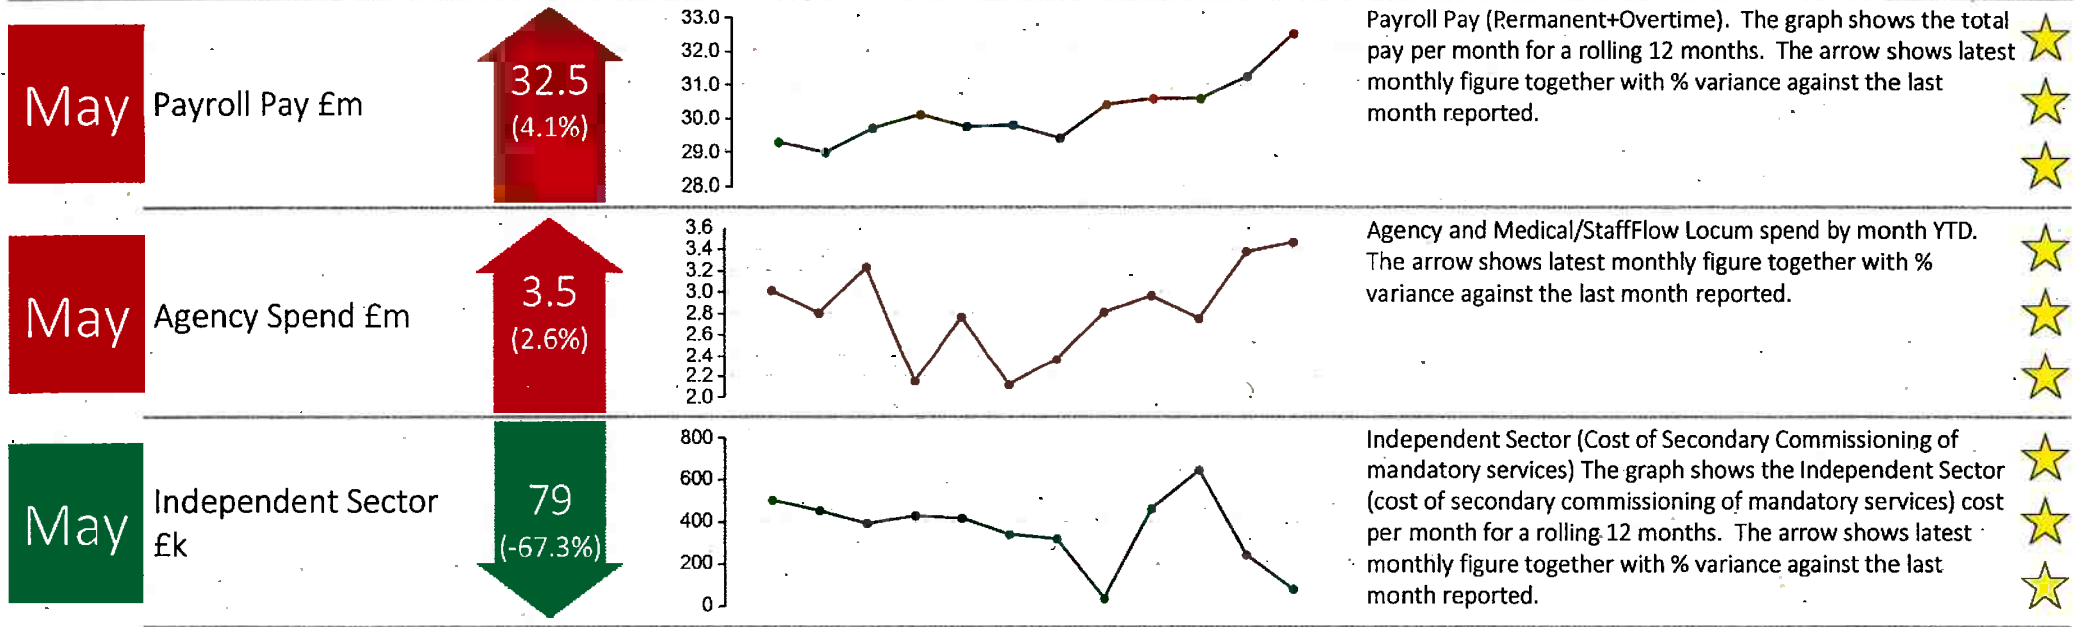 May
Payroll Pay £m
32.5
(4.1%)
33.0
32.0
31.0
30.0
29.0
28.0
Payroll Pay (Permanent+Overtime). The graph shows the total
pay per month for a rolling 12 months. The arrow shows latest
monthly figure together with % variance against the last
month reported.
May
Agency Spend £m
3.5
(2.6%)
3.6
3.4
3.2
3.0
2.8
2.6
2.4
2.2
2.0
Agency and Medical/StaffFlow Locum spend by month YTD.
The arrow shows latest monthly figure together with %
variance against the last month reported.
May
Independent Sector
£k
79
(-67.3%)
800
600
400
200
0
Independent Sector (Cost of Secondary Commissioning of
mandatory services) The graph shows the Independent Sector
(cost of secondary commissioning of mandatory services) cost
per month for a rolling 12 months. The arrow shows latest
monthly figure together with % variance against the last
month reported.